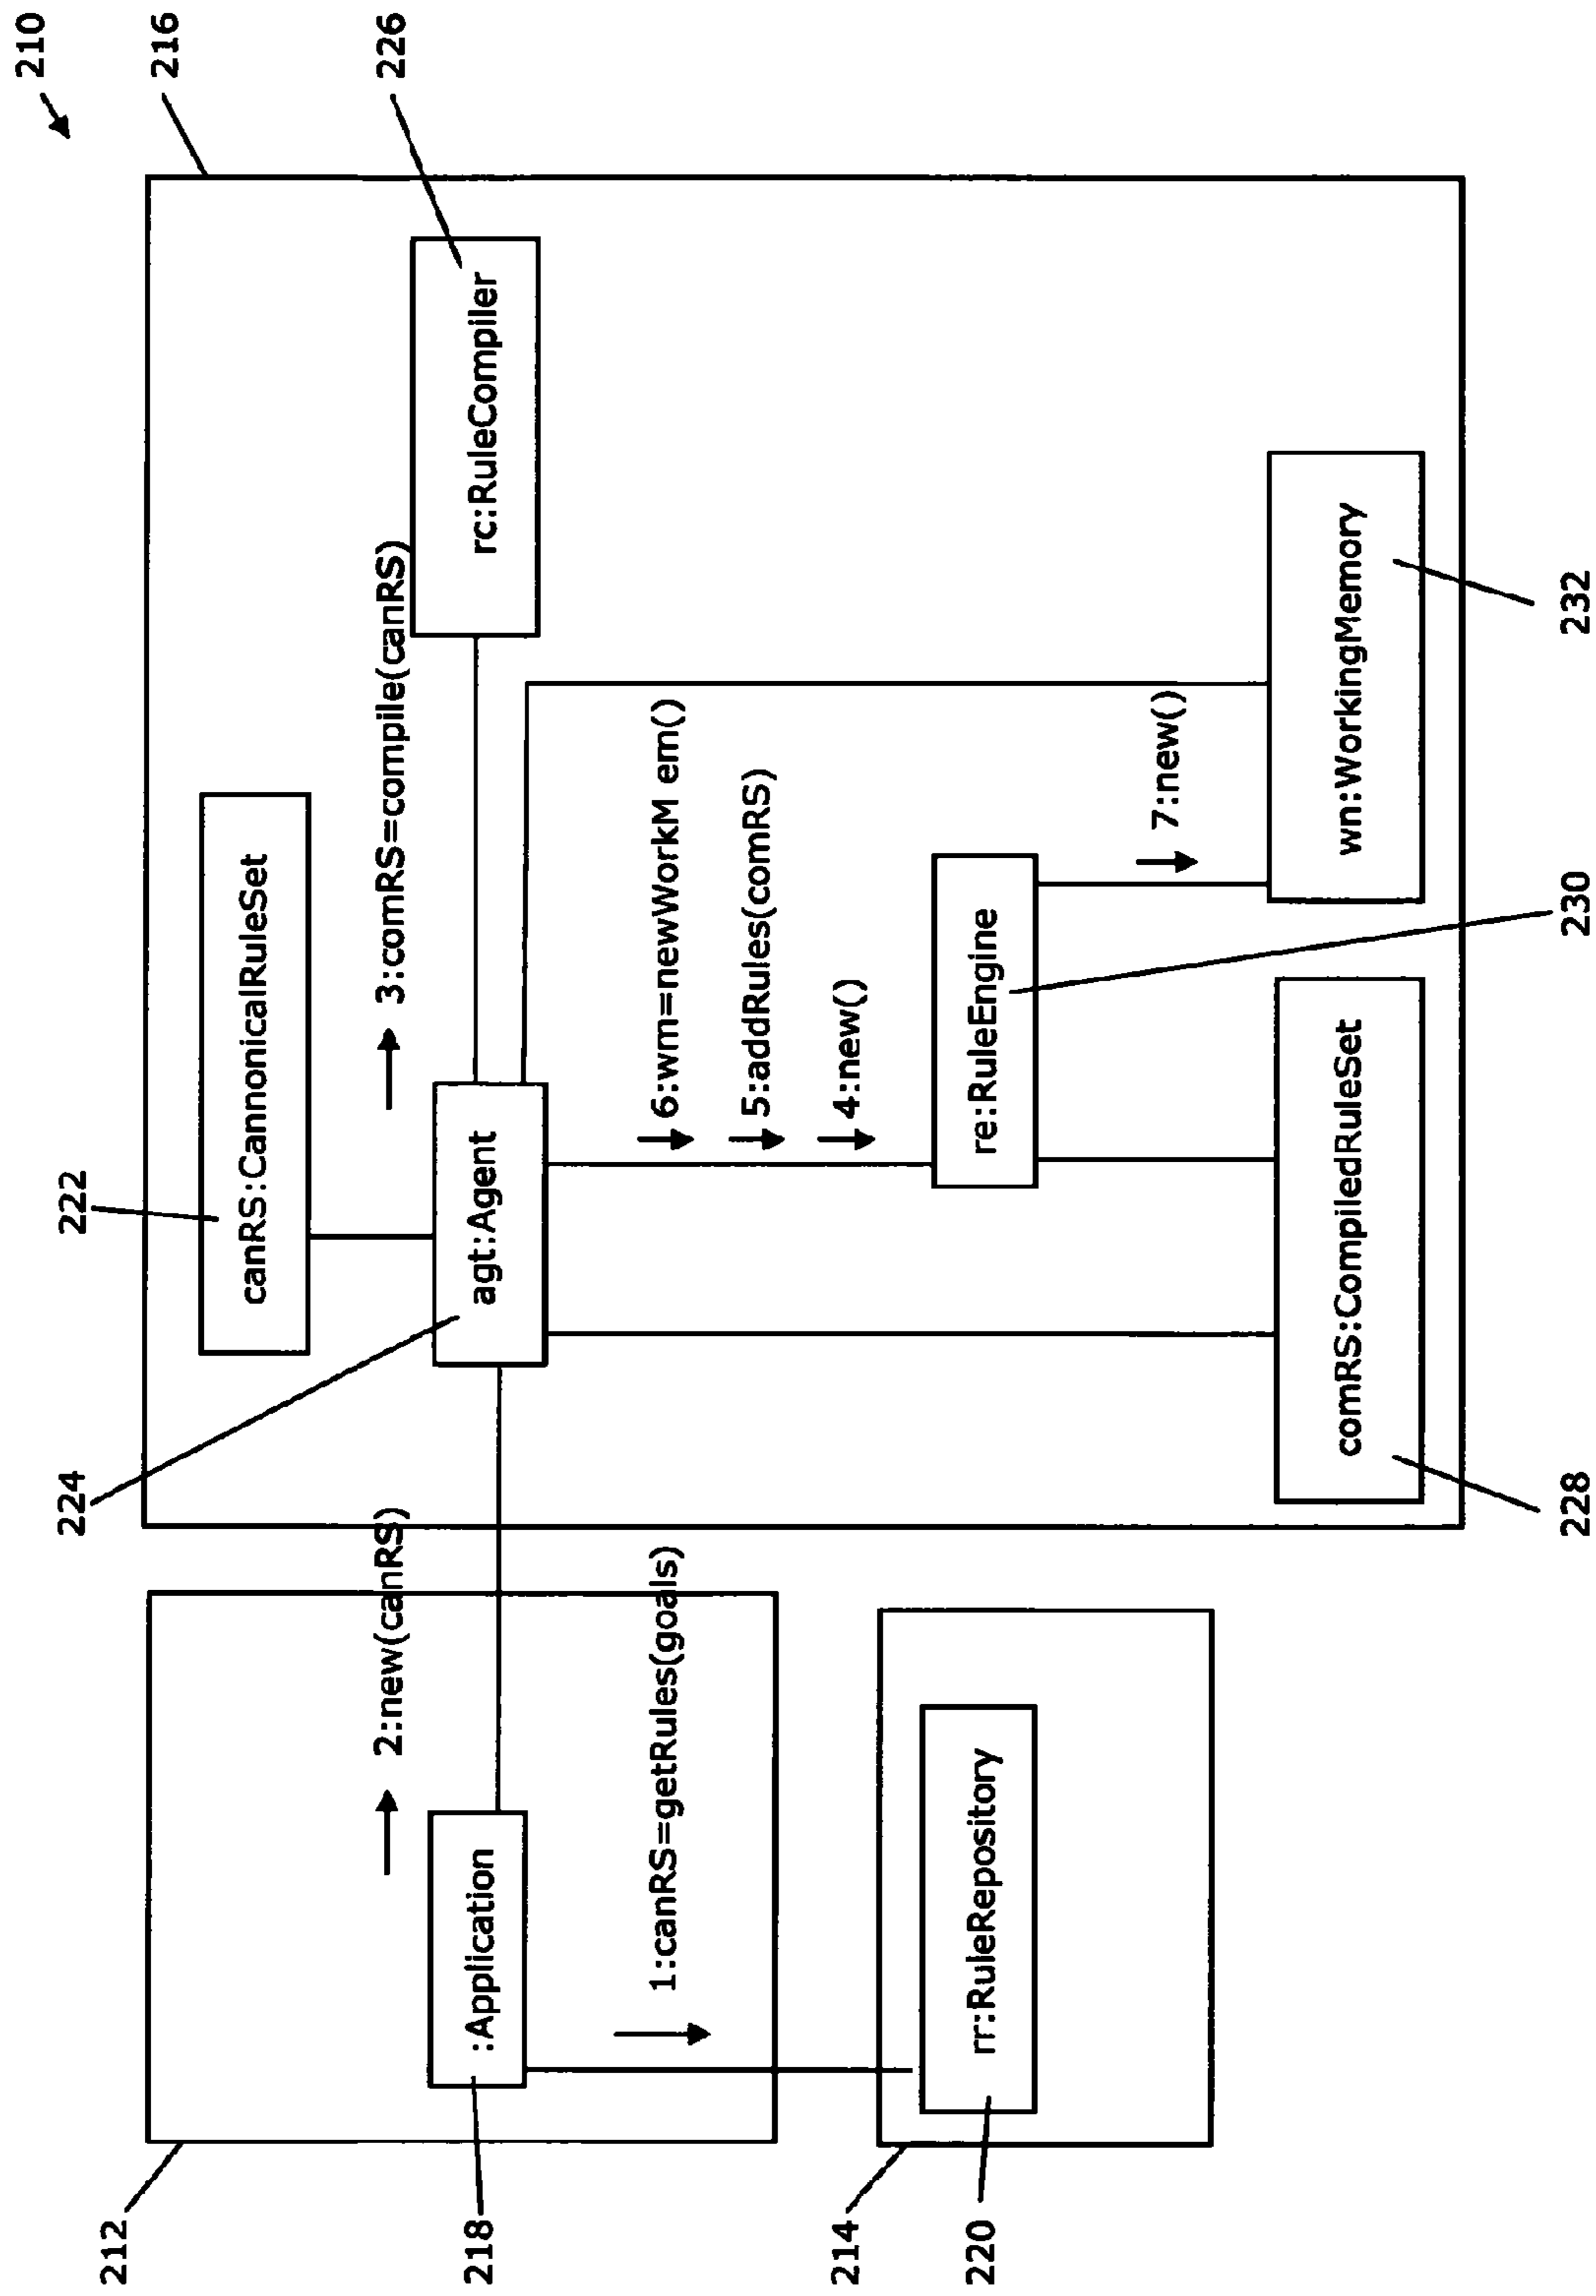 210
216
226
222
canRS:CannonicalRuleSet
224
2:new(canRS)
3:comRS=compile(canRS)
rc:RuleCompiler
:Application
agt:Agent
1:canRS=getRules(goals)
6:wm=newWorkM em()
5:addRules(comRS)
4:new()
re:RuleEngine
7:new()
rr:RuleRepository
comRS:CompiledRuleSet
wn:WorkingMemory
212
218
214
220
228
230
232